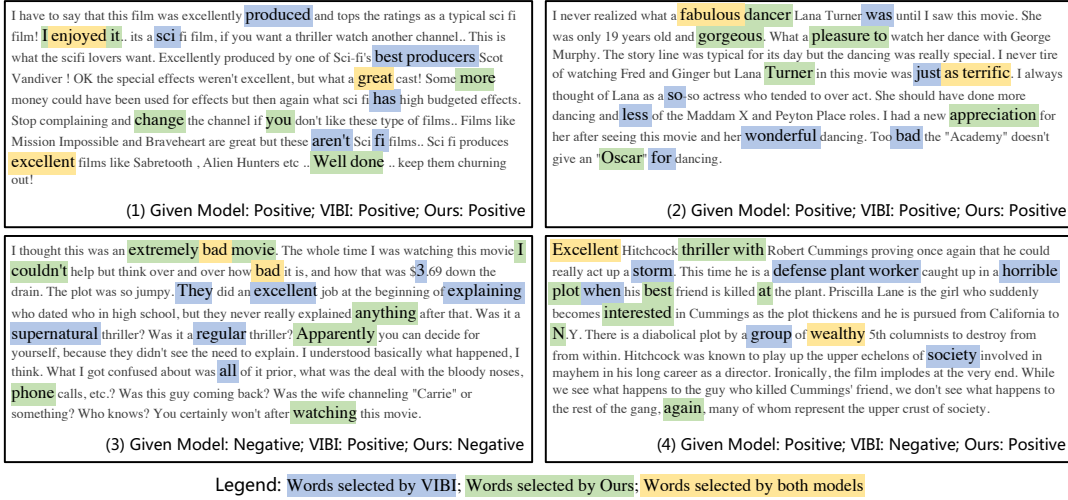 I have to say that this film was excellently produced and tops the ratings as a typical sci fi
film! I enjoyed it.. its a sci fi film, if you want a thriller watch another channel.. This is
what the scifi lovers want. Excellently produced by one of Sci-fi's best producers Scot
Vandiver ! OK the special effects weren't excellent, but what a great cast! Some more
money could have been used for effects but then again what sci fi has high budgeted effects.
Stop complaining and change the channel if you don't like these type of films.. Films like
Mission Impossible and Braveheart are great but these aren't Sci fi films.. Sci fi produces
excellent films like Sabretooth , Alien Hunters etc .. Well done .. keep them churning
out!
(1) Given Model: Positive; VIBI: Positive; Ours: Positive
I never realized what a fabulous dancer Lana Turner was until I saw this movie. She
was only 19 years old and gorgeous. What a pleasure to watch her dance with George
Murphy. The story line was typical for its day but the dancing was really special. I never tire
of watching Fred and Ginger but Lana Turner in this movie was just as terrific. I always
thought of Lana as a so-so actress who tended to over act. She should have done more
dancing and less of the Maddam X and Peyton Place roles. I had a new appreciation for
her after seeing this movie and her wonderful dancing. Too bad the "Academy" doesn't
give an "Oscar" for dancing.
(2) Given Model: Positive; VIBI: Positive; Ours: Positive
I thought this was an extremely bad movie. The whole time I was watching this movie I
couldn't help but think over and over how bad it is, and how that was $3.69 down the
drain. The plot was so jumpy. They did an excellent job at the beginning of explaining
who dated who in high school, but they never really explained anything after that. Was it a
supernatural thriller? Was it a regular thriller? Apparently you can decide for
yourself, because they didn't see the need to explain. I understood basically what happened, I
think. What I got confused about was all of it prior, what was the deal with the bloody noses,
phone calls, etc.? Was this guy coming back? Was the wife channeling "Carrie" or
something? Who knows? You certainly won't after watching this movie.
(3) Given Model: Negative; VIBI: Positive; Ours: Negative
Excellent Hitchcock thriller with Robert Cummings proving once again that he could
really act up a storm. This time he is a defense plant worker caught up in a horrible
plot when his best friend is killed at the plant. Priscilla Lane is the girl who suddenly
becomes interested in Cummings as the plot thickens and he is pursued from California to
N.Y. There is a diabolical plot by a group of wealthy 5th columnists to destroy from
from within. Hitchcock was known to play up the upper echelons of society involved in
mayhem in his long career as a director. Ironically, the film implodes at the very end. While
we see what happens to the guy who killed Cummings' friend, we don't see what happens to
the rest of the gang, again, many of whom represent the upper crust of society.
(4) Given Model: Positive; VIBI: Negative; Ours: Positive
Legend: Words selected by VIBI; Words selected by Ours; Words selected by both models